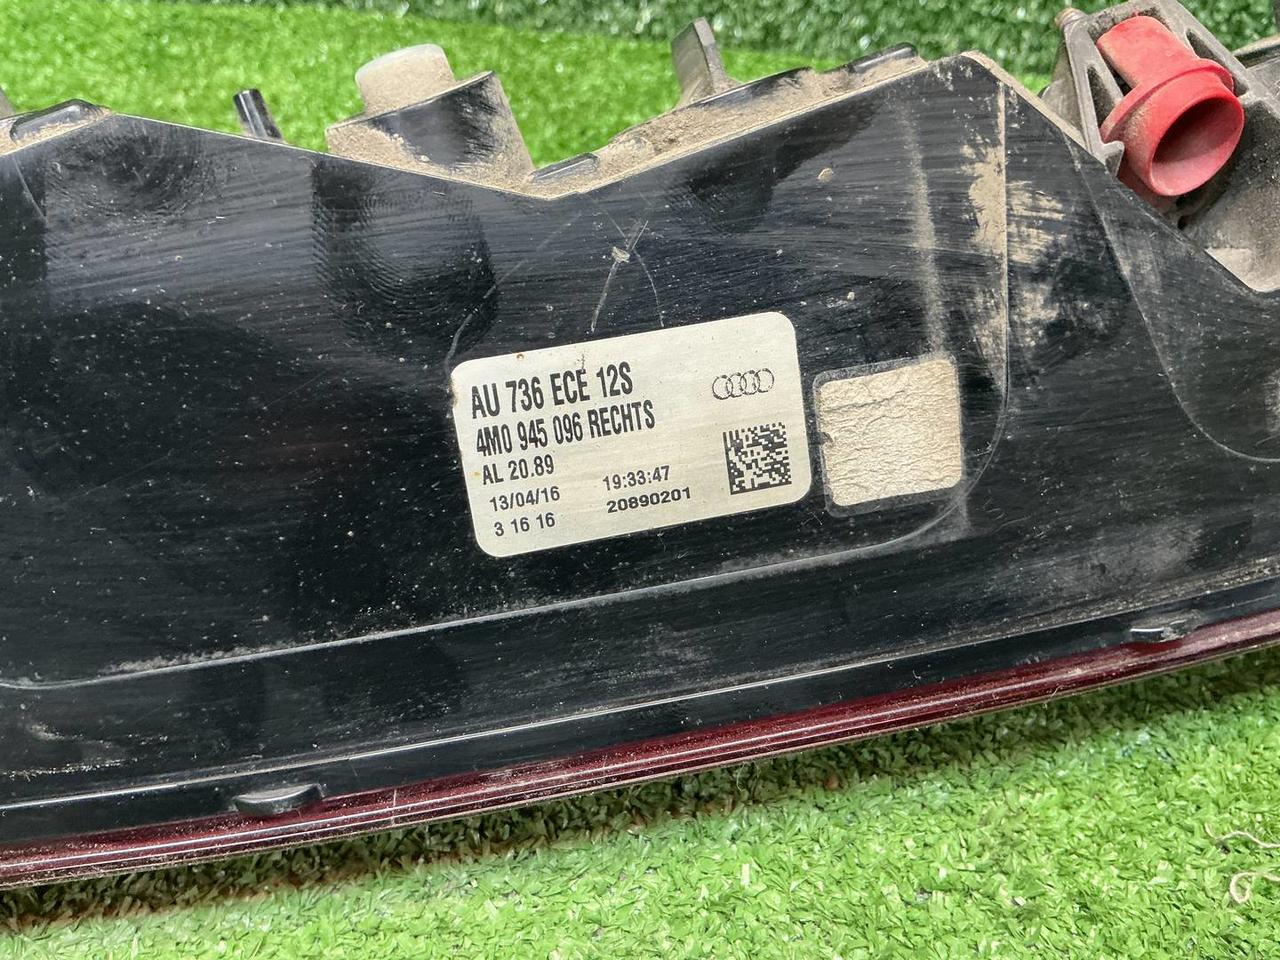 AU 736 ECE 12S
4M0 945 096 RECHTS
AL 20.89
13/04/16 19:33:47
3 16 16 20890201